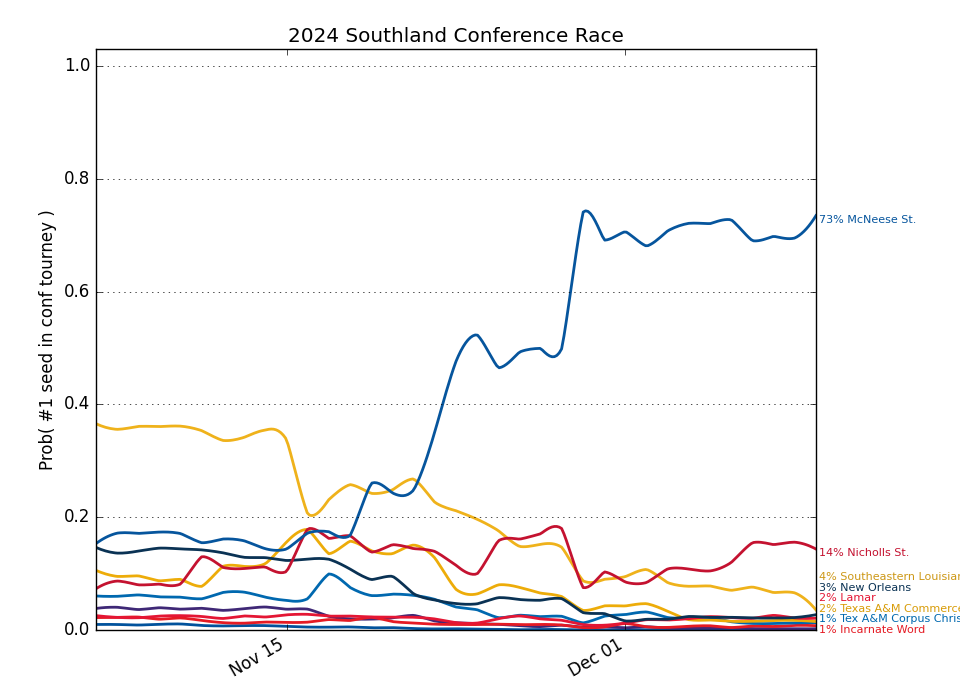 2024 Southland Conference Race
Prob( #1 seed in conf tourney )
1.0
0.8
0.6
0.4
0.2
0.0
Nov 15
Dec 01
73% McNeese St.
14% Nicholls St.
4% Southeastern Louisian
3% New Orleans
2% Lamar
2% Texas A&M Commerce
1% Tex A&M Corpus Chris
1% Incarnate Word